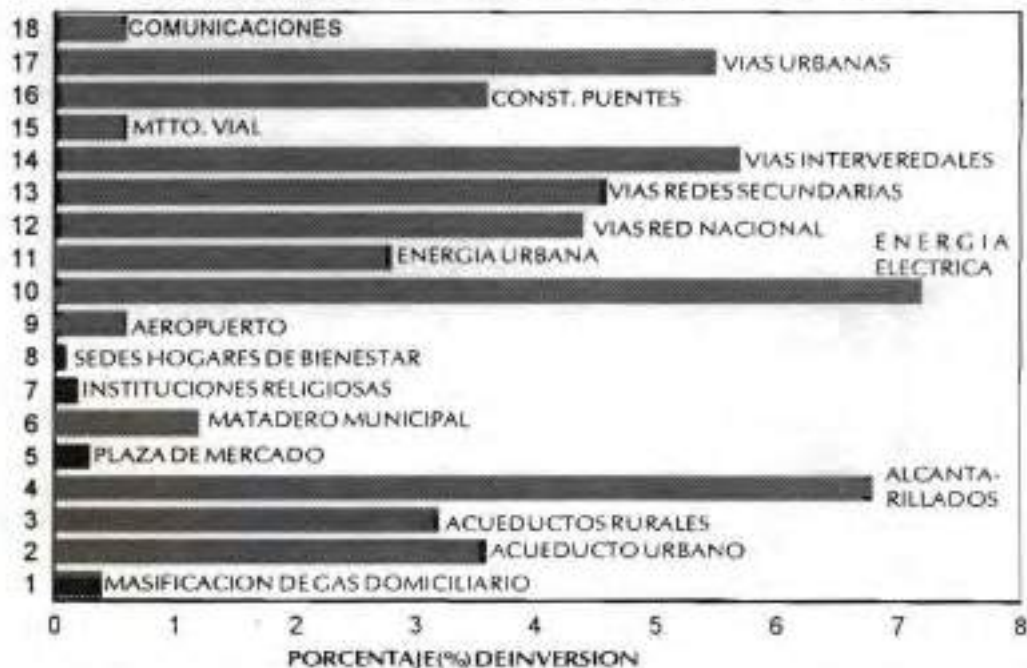 18 COMUNICACIONES
17 VIAS URBANAS
16 CONST. PUENTES
15 MTTO. VIAL
14 VIAS INTERVEREDALES
13 VIAS REDES SECUNDARIAS
12 VIAS RED NACIONAL
11 ENERGIA URBANA
ENERGIA
ELECTRICA
10
9 AEROPUERTO
8 SEDES HOGARES DE BIENESTAR
7 INSTITUCIONES RELIGIOSAS
6 MATADERO MUNICIPAL
5 PLAZA DE MERCADO
4 ALCANTA-
RILLADOS
3 ACUEDUCTOS RURALES
2 ACUEDUCTO URBANO
1 MASIFICACION DE GAS DOMICILIARIO
0 1 2 3 4 5 6 7 8
PORCENTAJE(%) DEINVERSION